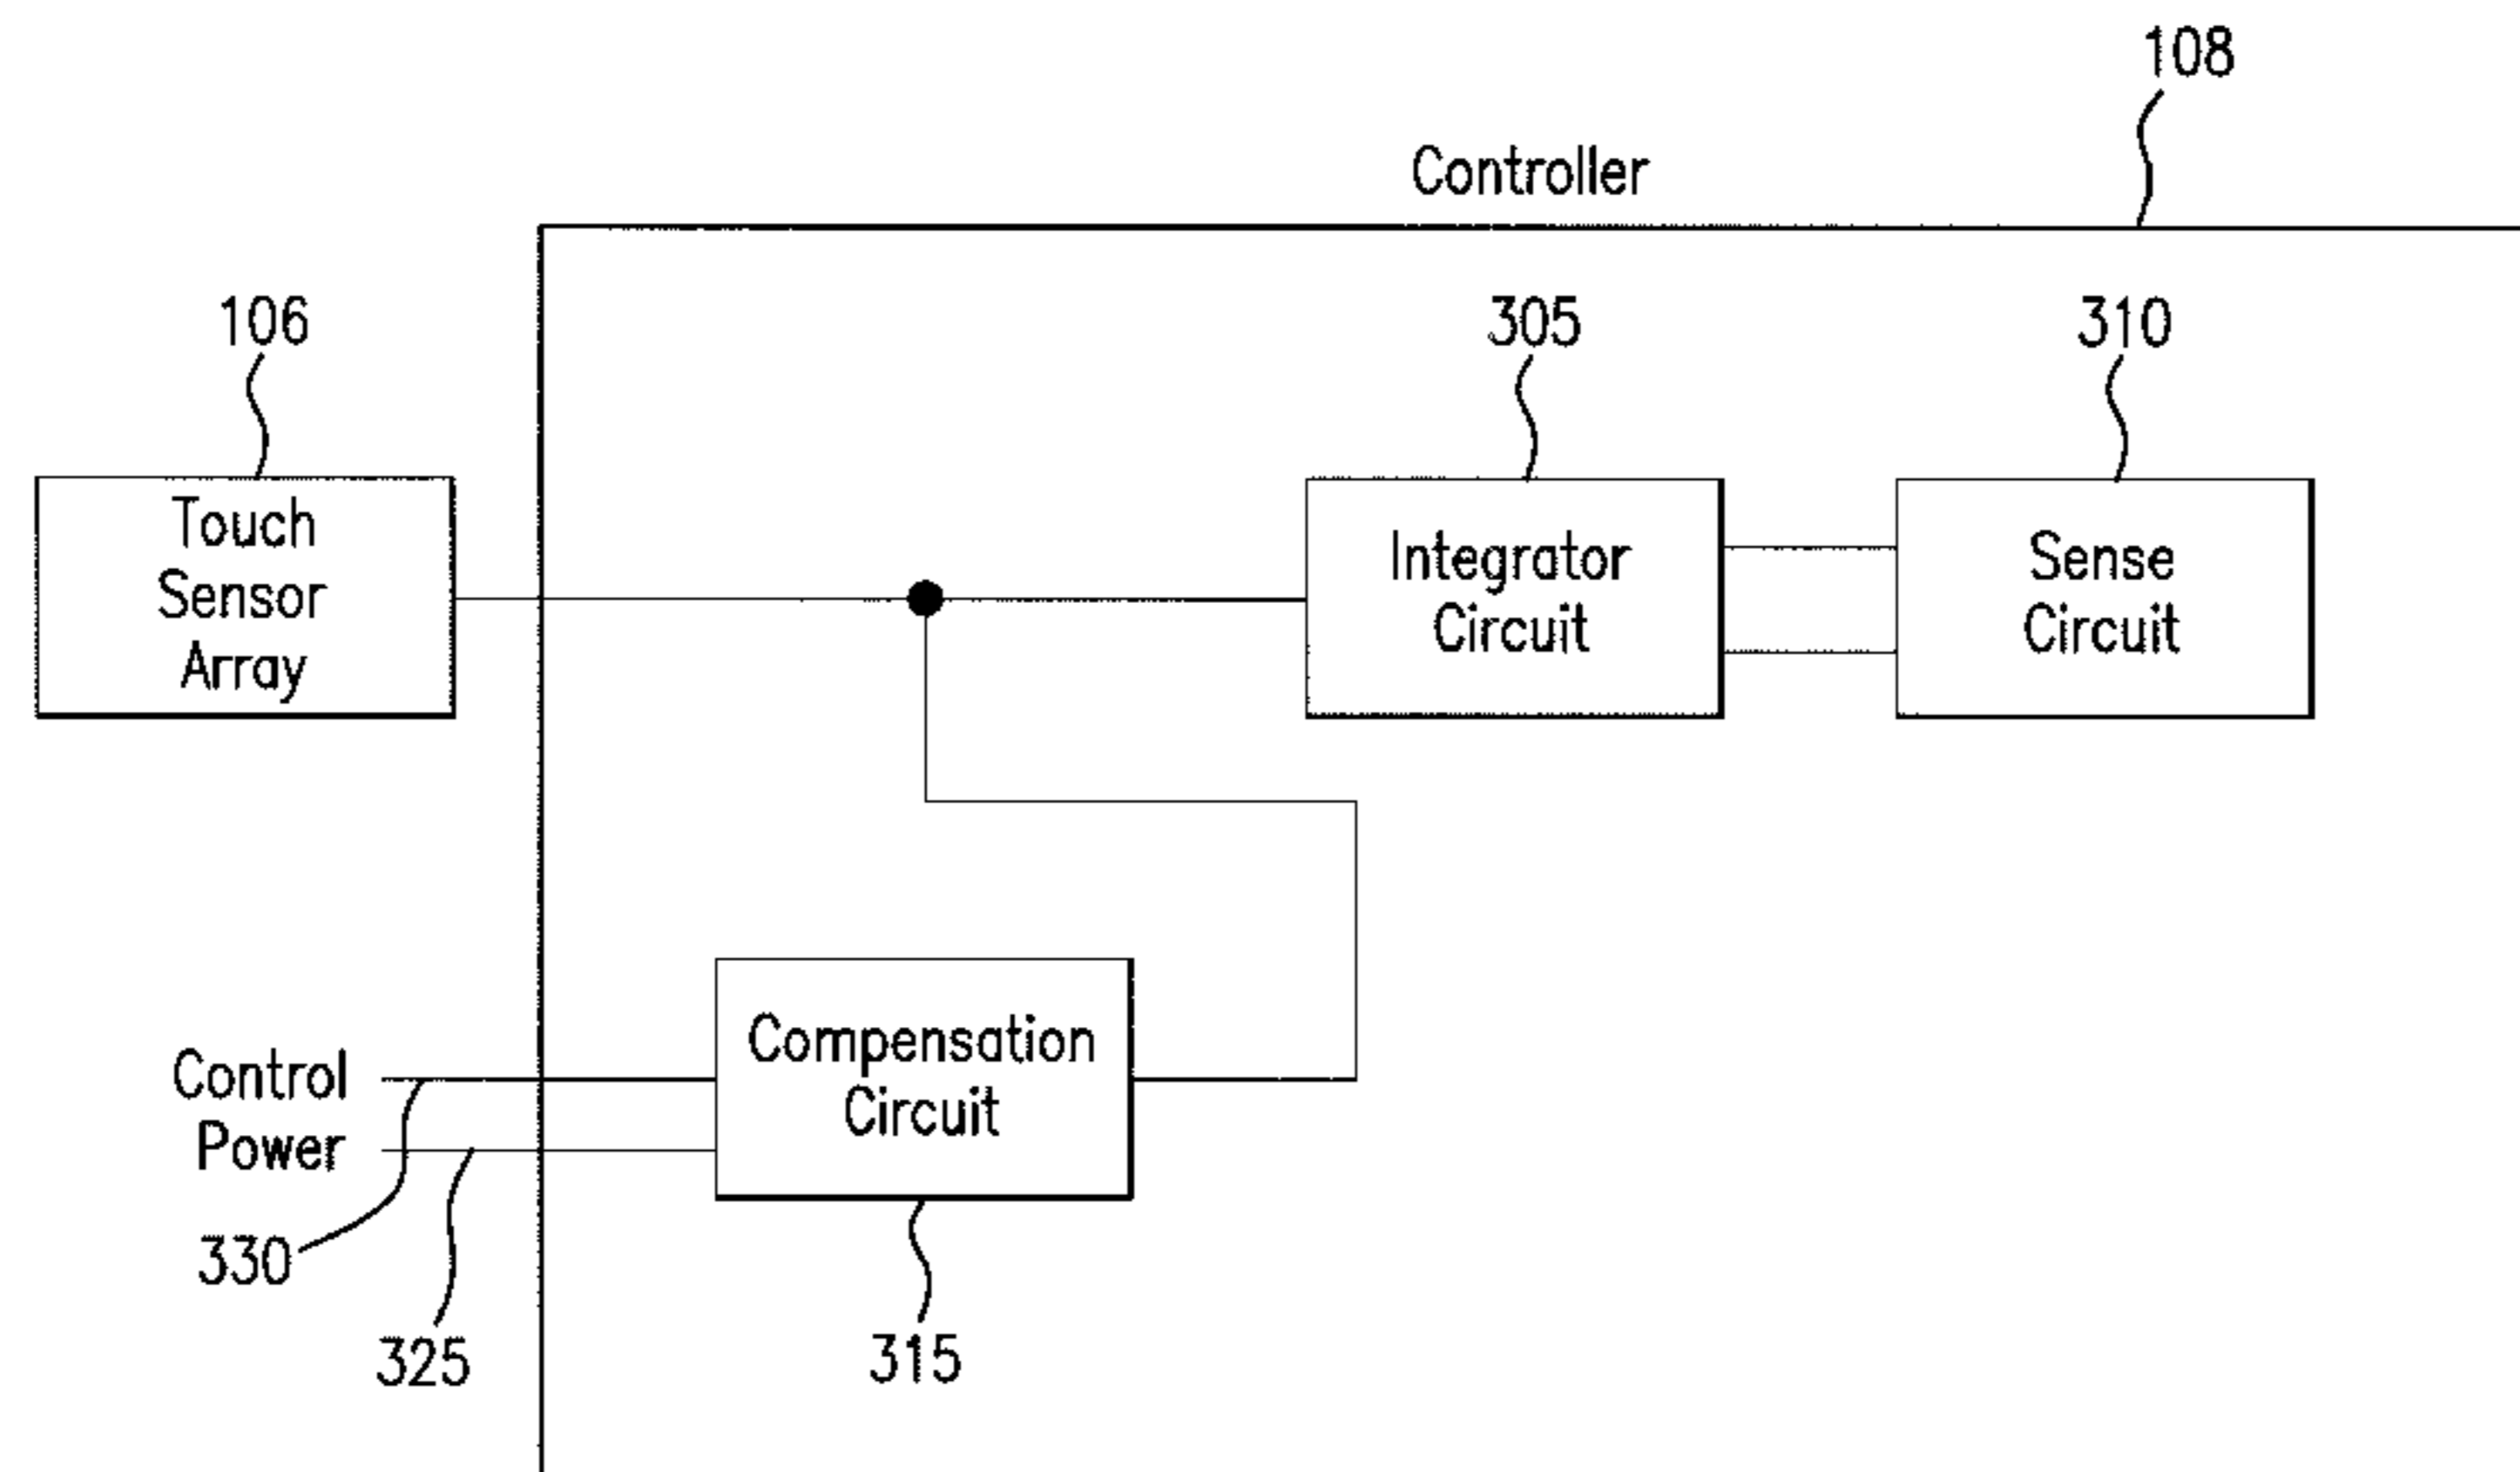 108
Controller
106
305
310
Touch
Sensor
Array
Integrator
Circuit
Sense
Circuit
Compensation
Circuit
Control
Power
330
325
315